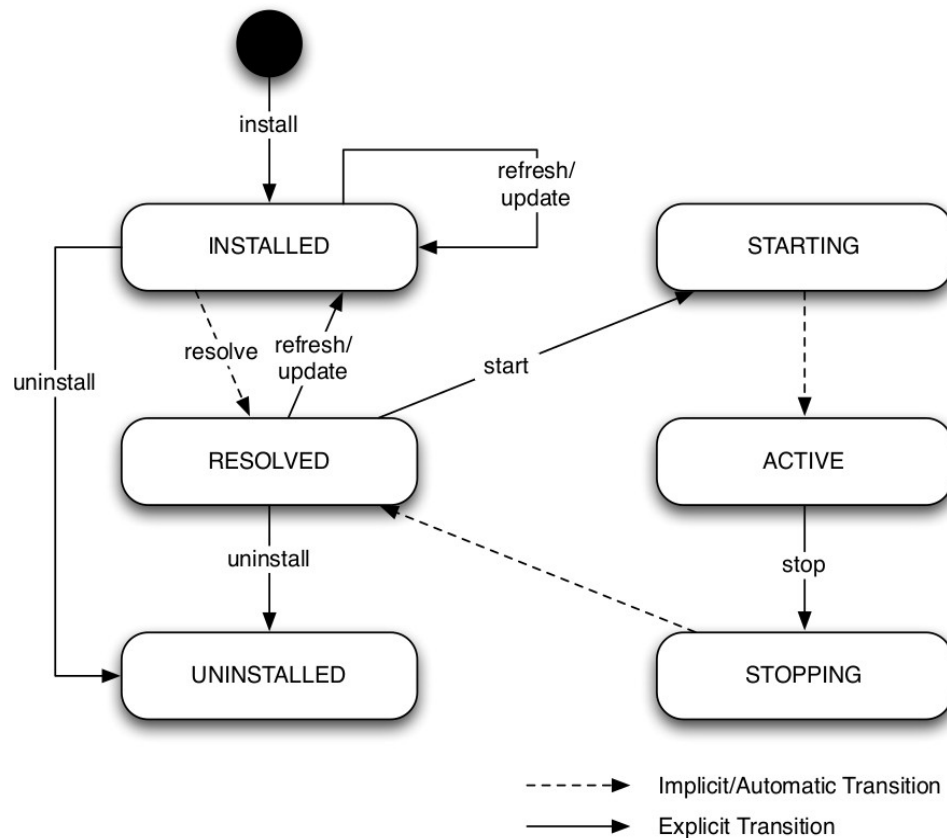 install
refresh/
update
INSTALLED
STARTING
resolve
refresh/
update
start
uninstall
RESOLVED
ACTIVE
uninstall
stop
UNINSTALLED
STOPPING
Implicit/Automatic Transition
Explicit Transition